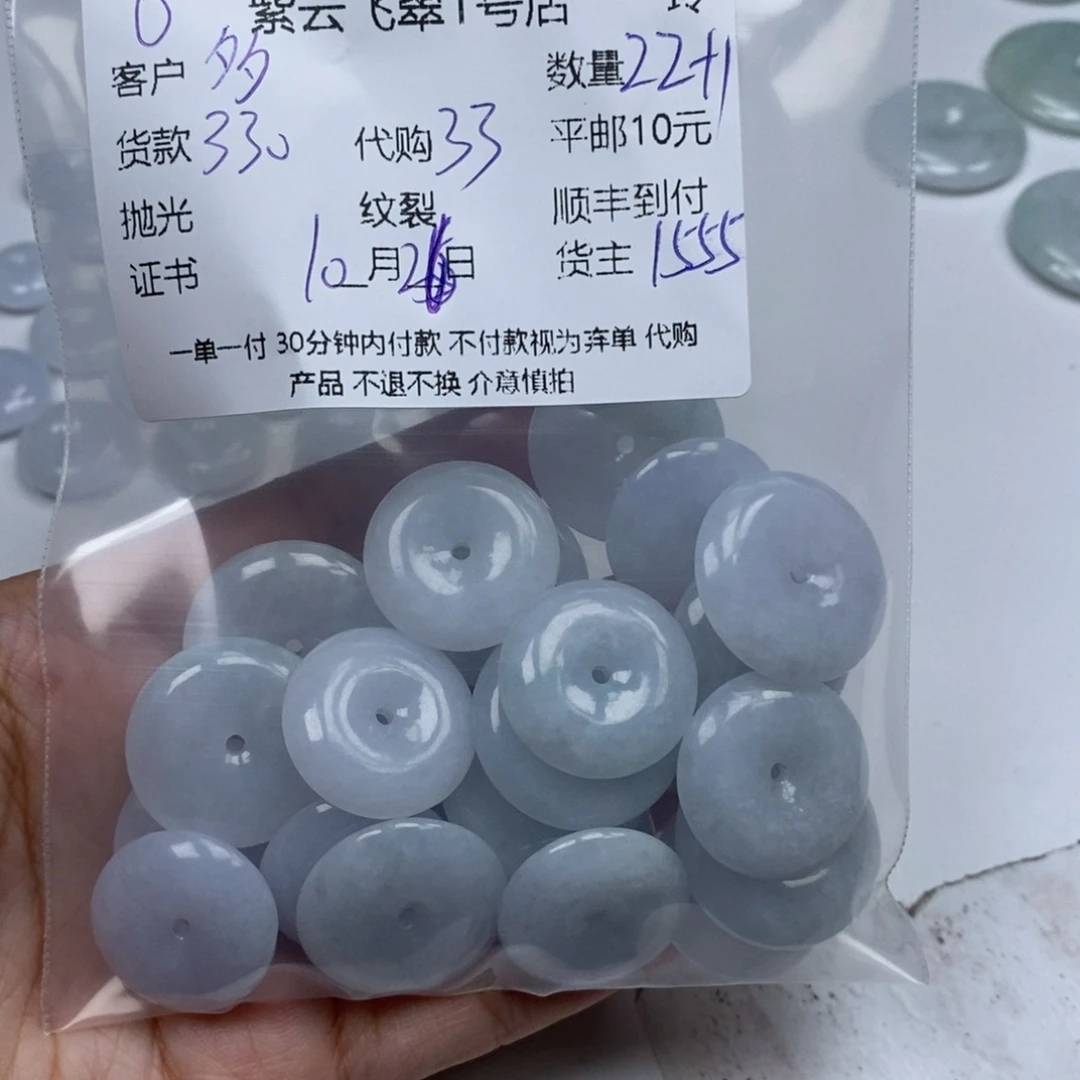 紫云飞翠1号店
客户 多 数量 22+1
货款 330 代购 33 平邮10元
抛光 纹裂 顺丰到付
证书 10月26日 货主 1555
一单一付 30分钟内付款 不付款视为弃单 代购
产品 不退不换 介意慎拍